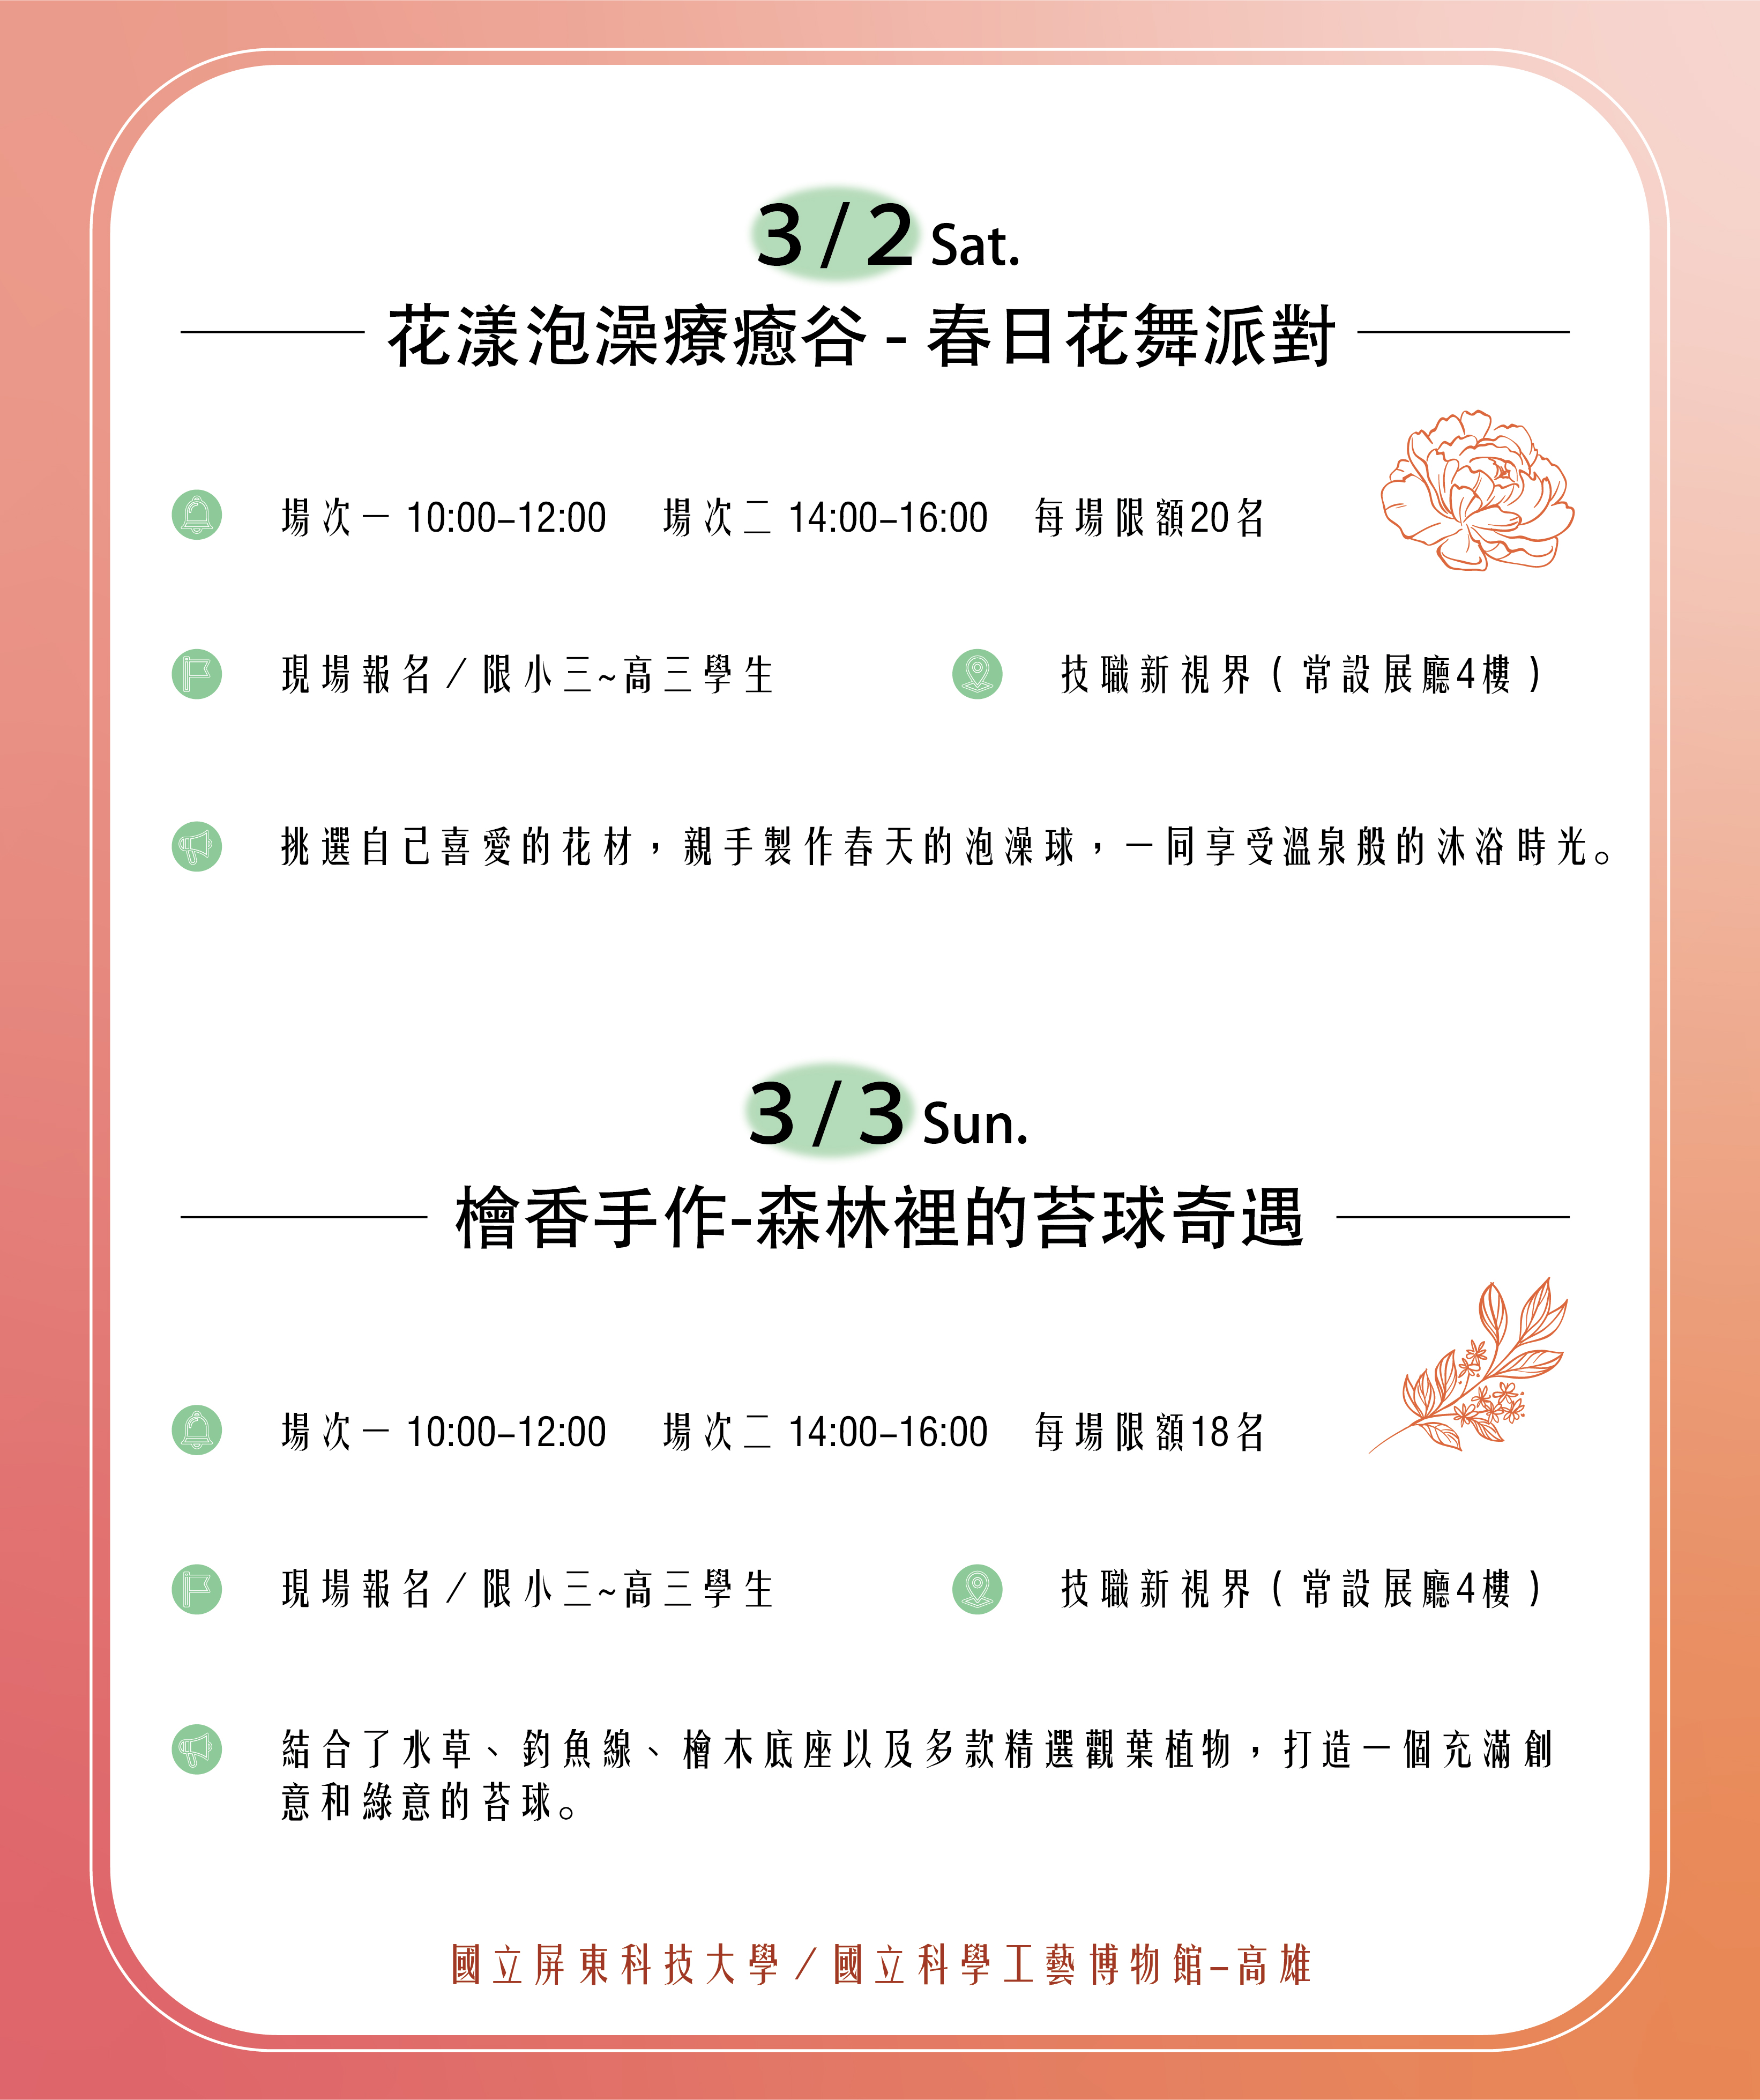 3/2 Sat.
花漾泡澡療癒谷-春日花舞派對
場次一 10:00-12:00 場次二 14:00-16:00 每場限額20名
現場報名/限小三~高三學生 技職新視界(常設展廳4樓)
挑選自己喜愛的花材,親手製作春天的泡澡球,一同享受溫泉般的沐浴時光。
3/3 Sun.
檜香手作-森林裡的苔球奇遇
場次一 10:00-12:00 場次二 14:00-16:00 每場限額18名
現場報名/限小三~高三學生 技職新視界(常設展廳4樓)
結合了水草、釣魚線、檜木底座以及多款精選觀葉植物,打造一個充滿創
意和綠意的苔球。
國立屏東科技大學/國立科學工藝博物館-高雄